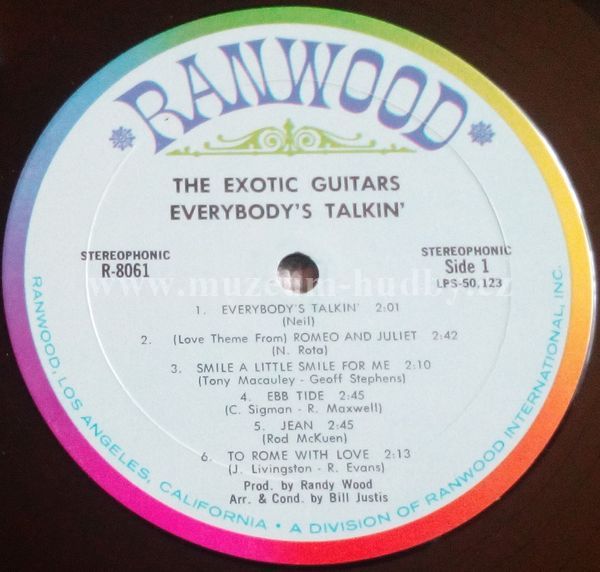 RANWOOD
THE EXOTIC GUITARS
EVERYBODY'S TALKIN'
STEREOPHONIC
R-8061
STEREOPHONIC
Side 1
LPS-50,123
www.muzeum-hudby.cz
1. EVERYBODY'S TALKIN' 2:01
(Neil)
2. (Love Theme From) ROMEO AND JULIET 2:42
(N. Rota)
3. SMILE A LITTLE SMILE FOR ME 2:10
(Tony Macauley - Geoff Stephens)
4. EBB TIDE 2:45
(C. Sigman - R. Maxwell)
5. JEAN 2:45
(Rod McKuen)
6. TO ROME WITH LOVE 2:13
(J. Livingston - R. Evans)
Prod. by Randy Wood
Arr. & Cond. by Bill Justis
RANWOOD, LOS ANGELES, CALIFORNIA • A DIVISION OF RANWOOD INTERNATIONAL, INC.